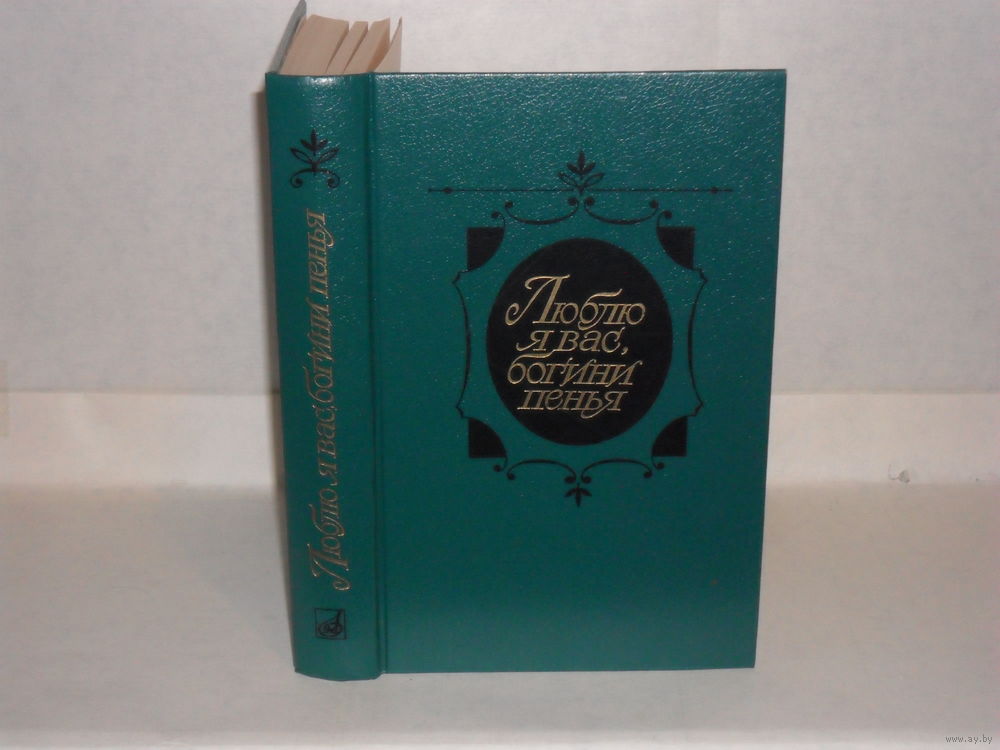 Люблю я вас, богини пенья
Люблю
я вас,
богини
пенья
www.ay.by